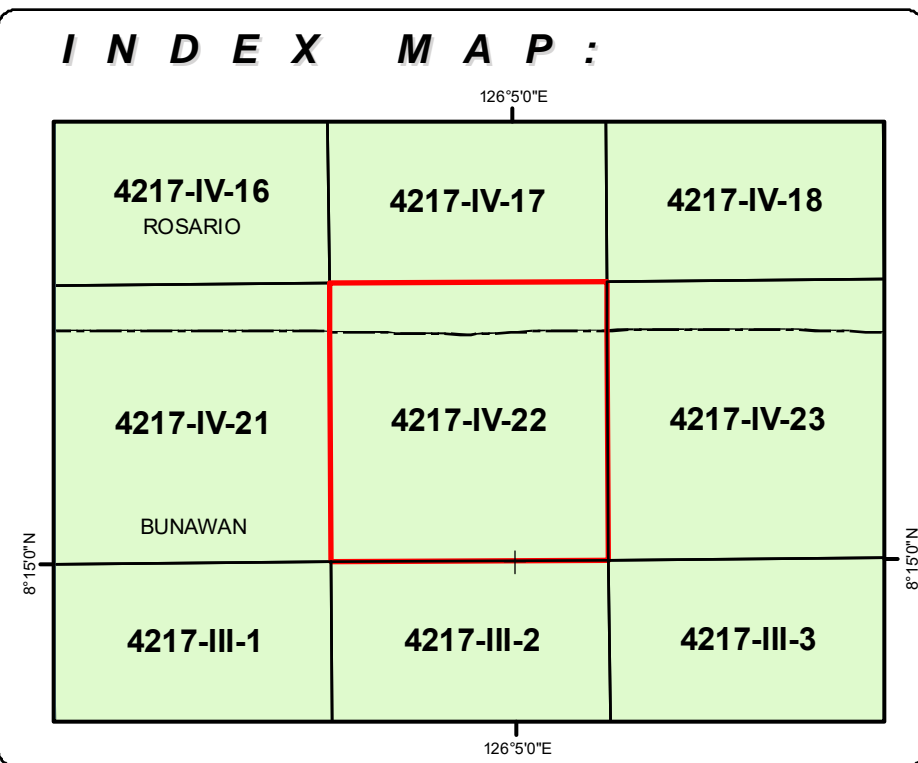 INDEX MAP:
126°5'0"E
4217-IV-16
ROSARIO
4217-IV-17
4217-IV-18
4217-IV-21
4217-IV-22
4217-IV-23
BUNAWAN
8°15'0"N
8°15'0"N
4217-III-1
4217-III-2
4217-III-3
126°5'0"E